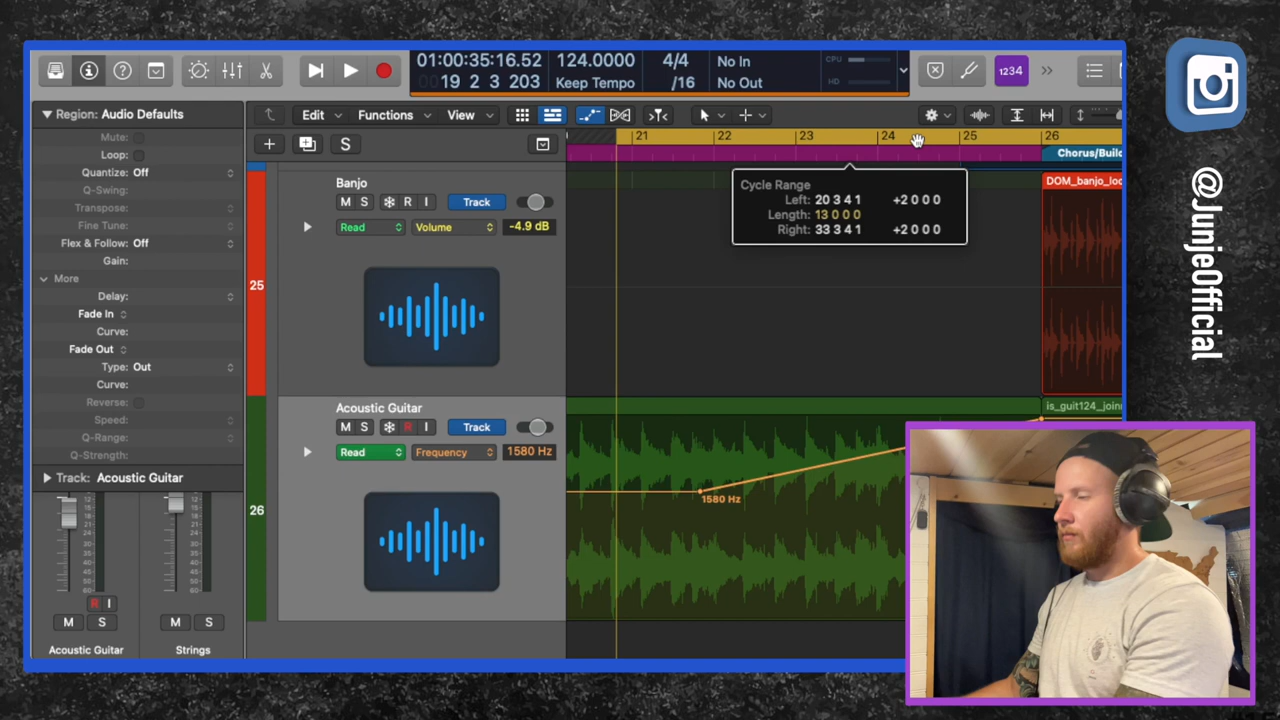 01:00:35:16.52
19 2 3 203
124.0000
Keep Tempo
4/4
/16
No In
No Out
CPU
HD
1234
Region: Audio Defaults
Mute:
Loop:
Quantize: Off
Q-Swing:
Transpose:
Fine Tune:
Flex & Follow: Off
Gain:
More
Delay:
Fade In
Curve:
Fade Out
Type: Out
Curve:
Reverse:
Speed:
Q-Range:
Q-Strength:
Track: Acoustic Guitar
R I
M S
M S
Acoustic Guitar
Strings
Edit
Functions
View
S
21
22
23
24
25
26
Chorus/Build
Cycle Range
Left: 20 3 4 1 +2 0 0 0
Length: 13 0 0 0
Right: 33 3 4 1 +2 0 0 0
25
Banjo
M S R I Track
Read Volume -4.9 dB
DOM_banjo_loo
26
Acoustic Guitar
M S R I Track
Read Frequency 1580 Hz
is_guit124_joinn
1580 Hz
@JunjeOfficial